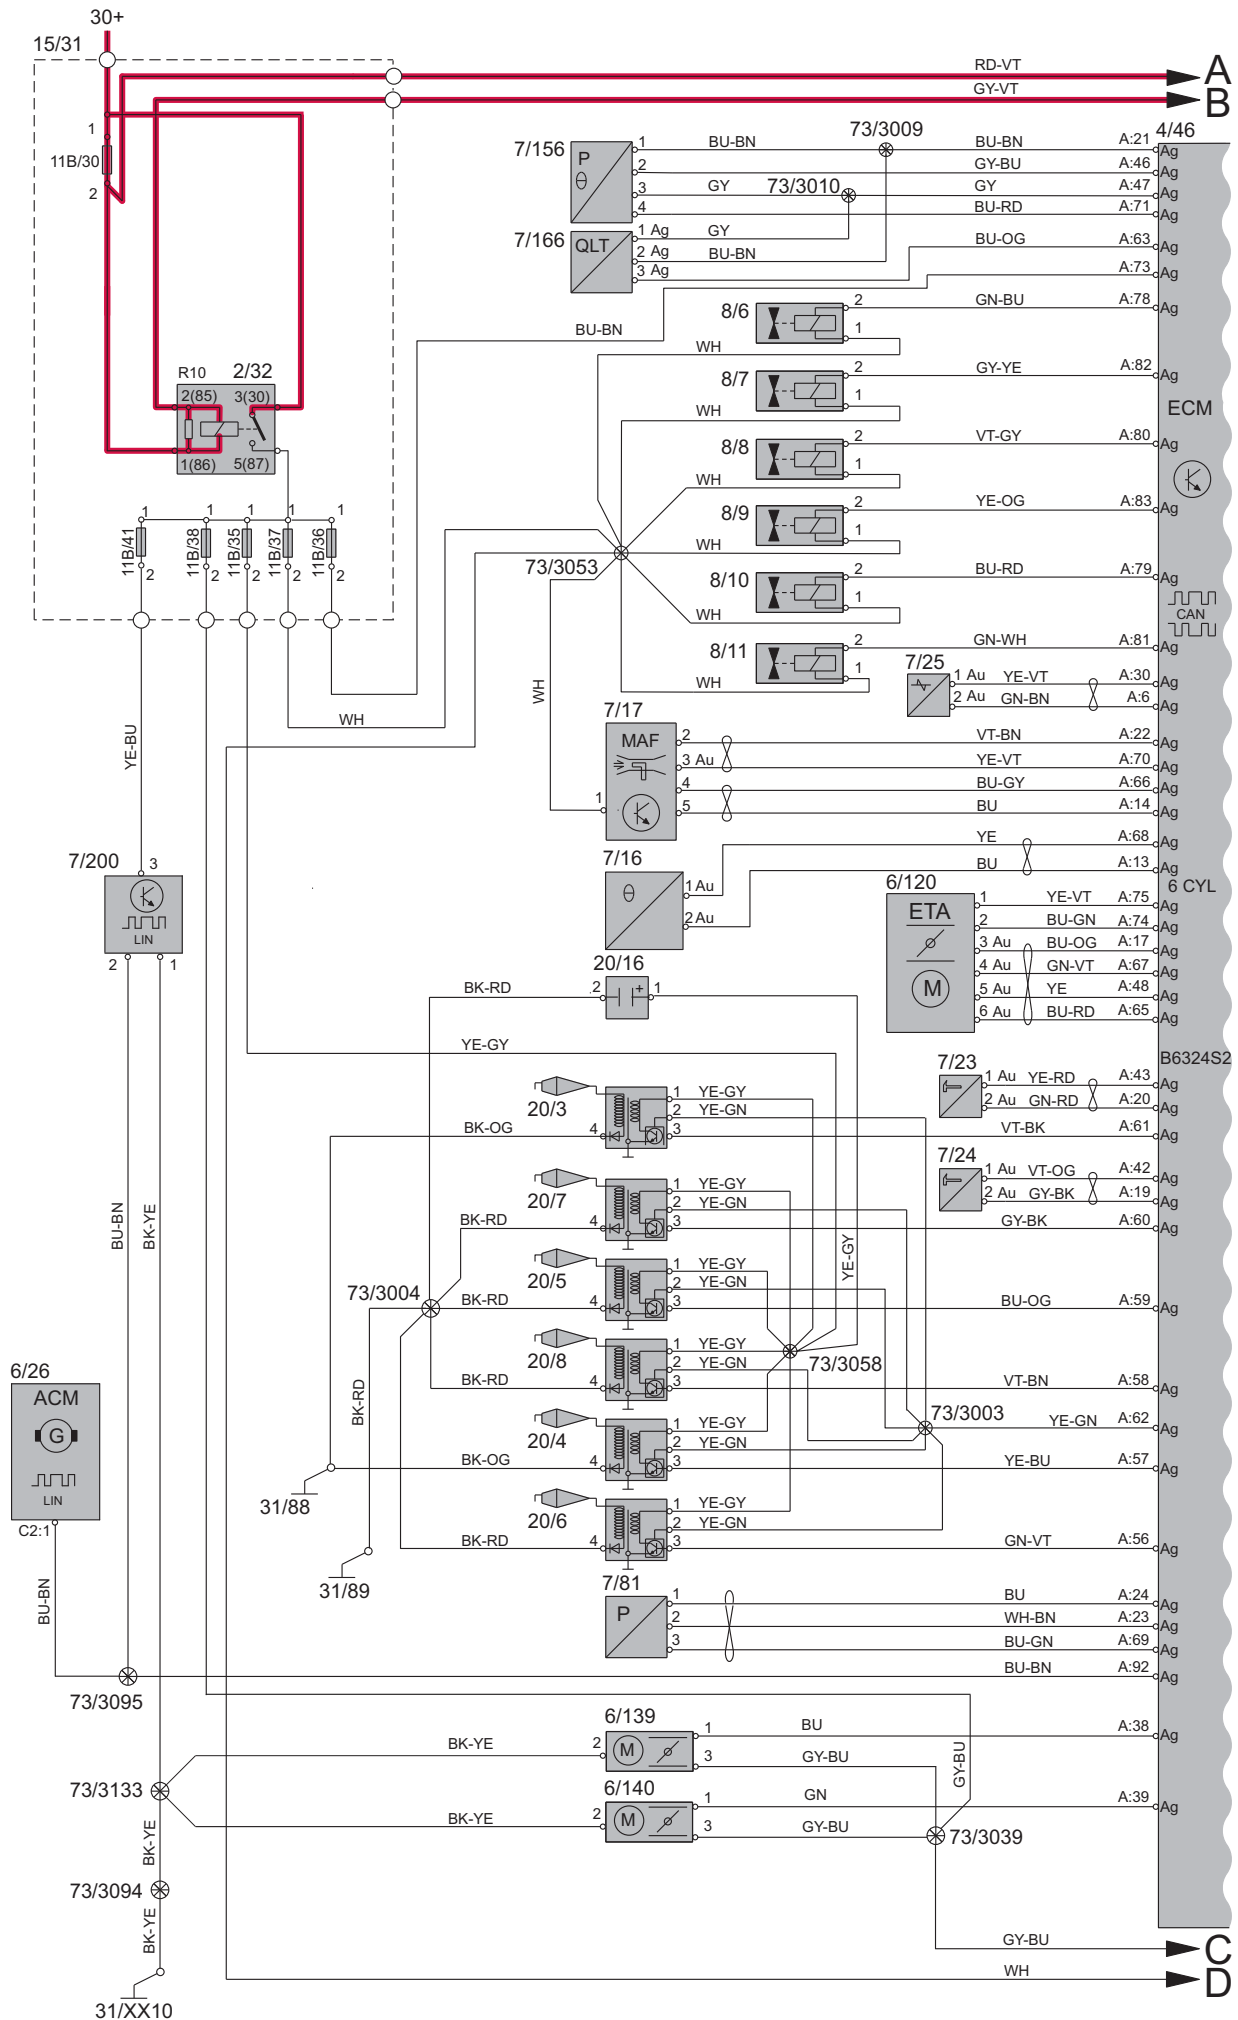 30+
15/31
RD-VT
A
GY-VT
B
1
11B/30
2
R10
2/32
2(85)
3(30)
1(86)
5(87)
1
1
1
1
1
11B/41
11B/38
11B/35
11B/37
11B/36
2
2
2
2
2
73/3009
4/46
7/156
P
θ
1
BU-BN
BU-BN
A:21
Ag
2
GY-BU
A:46
Ag
3
GY
73/3010
GY
A:47
Ag
4
BU-RD
A:71
Ag
7/166
QLT
1 Ag
GY
2 Ag
BU-BN
3 Ag
BU-OG
A:63
Ag
A:73
Ag
BU-BN
8/6
2
GN-BU
A:78
Ag
1
WH
8/7
2
GY-YE
A:82
Ag
1
WH
ECM
8/8
2
VT-GY
A:80
Ag
1
WH
8/9
2
YE-OG
A:83
Ag
1
WH
73/3053
8/10
2
BU-RD
A:79
Ag
1
WH
CAN
8/11
2
GN-WH
A:81
Ag
1
WH
7/25
1 Au
YE-VT
A:30
Ag
2 Au
GN-BN
A:6
Ag
WH
WH
YE-BU
7/17
MAF
1
2
VT-BN
A:22
Ag
3 Au
YE-VT
A:70
Ag
4
BU-GY
A:66
Ag
5
BU
A:14
Ag
7/16
θ
1 Au
YE
A:68
Ag
2 Au
BU
A:13
Ag
6 CYL
7/200
3
LIN
2
1
6/120
ETA
M
1
YE-VT
A:75
Ag
2
BU-GN
A:74
Ag
3 Au
BU-OG
A:17
Ag
4 Au
GN-VT
A:67
Ag
5 Au
YE
A:48
Ag
6 Au
BU-RD
A:65
Ag
20/16
BK-RD
2
+
1
YE-GY
B6324S2
7/23
1 Au
YE-RD
A:43
Ag
2 Au
GN-RD
A:20
Ag
20/3
BK-OG
4
1
YE-GY
2
YE-GN
3
VT-BK
A:61
Ag
7/24
1 Au
VT-OG
A:42
Ag
2 Au
GY-BK
A:19
Ag
20/7
BK-RD
4
1
YE-GY
2
YE-GN
3
GY-BK
A:60
Ag
BU-BN
BK-YE
YE-GY
20/5
73/3004
BK-RD
4
1
YE-GY
2
YE-GN
3
BU-OG
A:59
Ag
20/8
BK-RD
4
1
YE-GY
2
YE-GN
3
73/3058
VT-BN
A:58
Ag
6/26
ACM
G
LIN
C2:1
BK-RD
73/3003
YE-GN
A:62
Ag
20/4
BK-OG
4
1
YE-GY
2
YE-GN
3
YE-BU
A:57
Ag
31/88
20/6
BK-RD
4
1
YE-GY
2
YE-GN
3
GN-VT
A:56
Ag
31/89
BU-BN
7/81
P
1
BU
A:24
Ag
2
WH-BN
A:23
Ag
3
BU-GN
A:69
Ag
BU-BN
A:92
Ag
73/3095
6/139
M
BK-YE
2
1
BU
A:38
Ag
3
GY-BU
GY-BU
73/3133
6/140
M
BK-YE
2
1
GN
A:39
Ag
3
GY-BU
73/3039
BK-YE
73/3094
BK-YE
GY-BU
C
WH
D
31/XX10